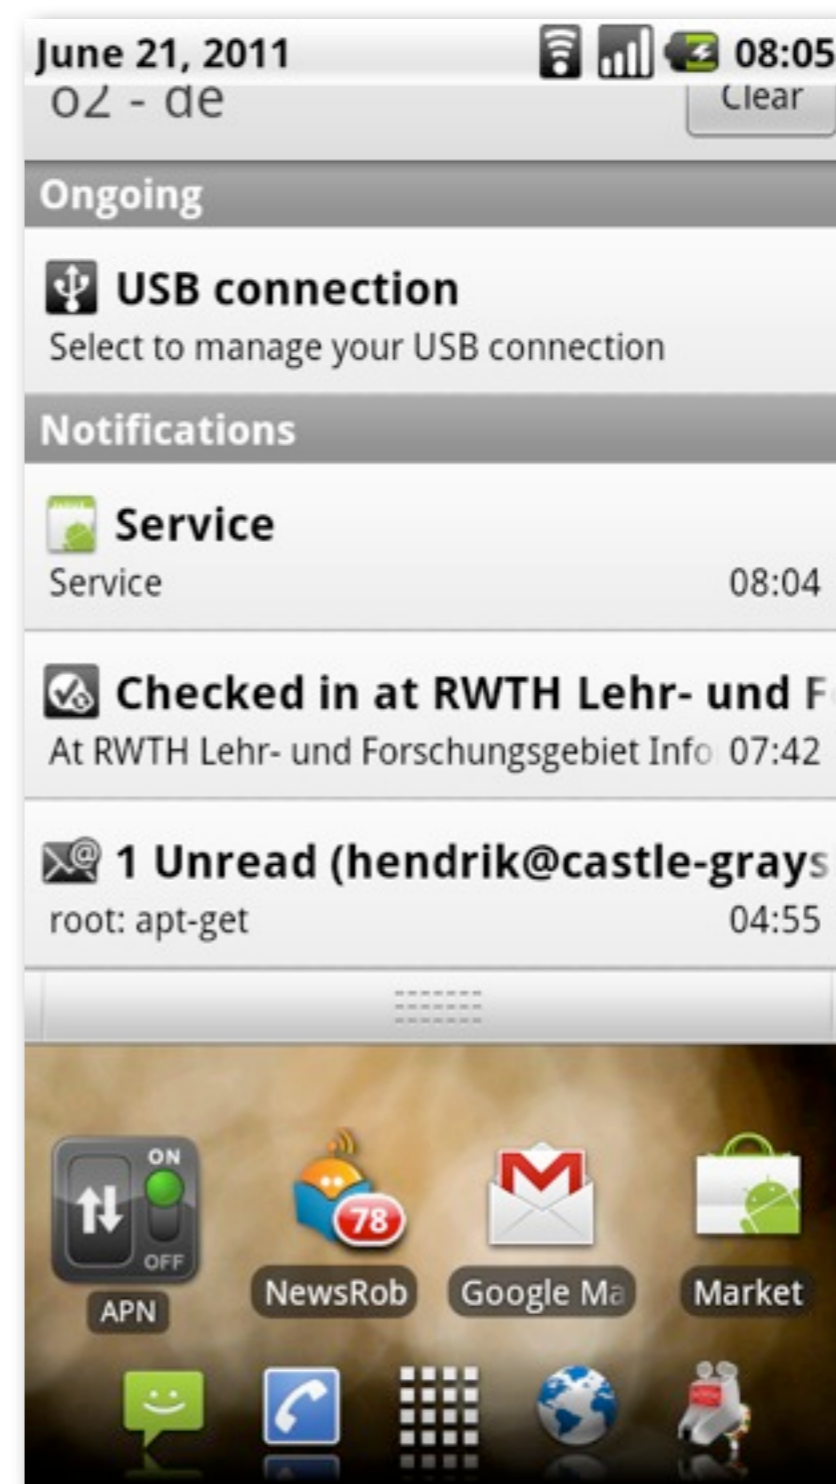 June 21, 2011 08:05
o2 - de Clear
Ongoing
USB connection
Select to manage your USB connection
Notifications
Service
Service 08:04
Checked in at RWTH Lehr- und F
At RWTH Lehr- und Forschungsgebiet Info 07:42
1 Unread (hendrik@castle-grays
root: apt-get 04:55
ON
OFF
78
APN NewsRob Google Ma Market